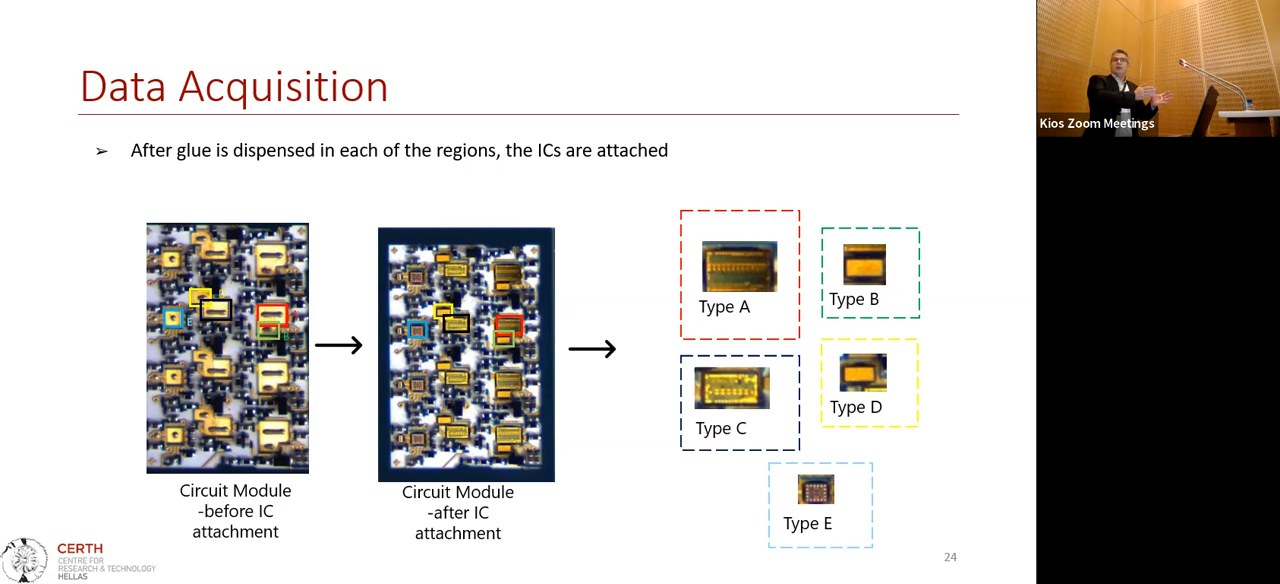 Data Acquisition
➢ After glue is dispensed in each of the regions, the ICs are attached
Type A
Type B
Type C
Type D
Type E
Circuit Module
-before IC
attachment
Circuit Module
-after IC
attachment
CERTH
CENTRE FOR
RESEARCH & TECHNOLOGY
HELLAS
24
Kios Zoom Meetings